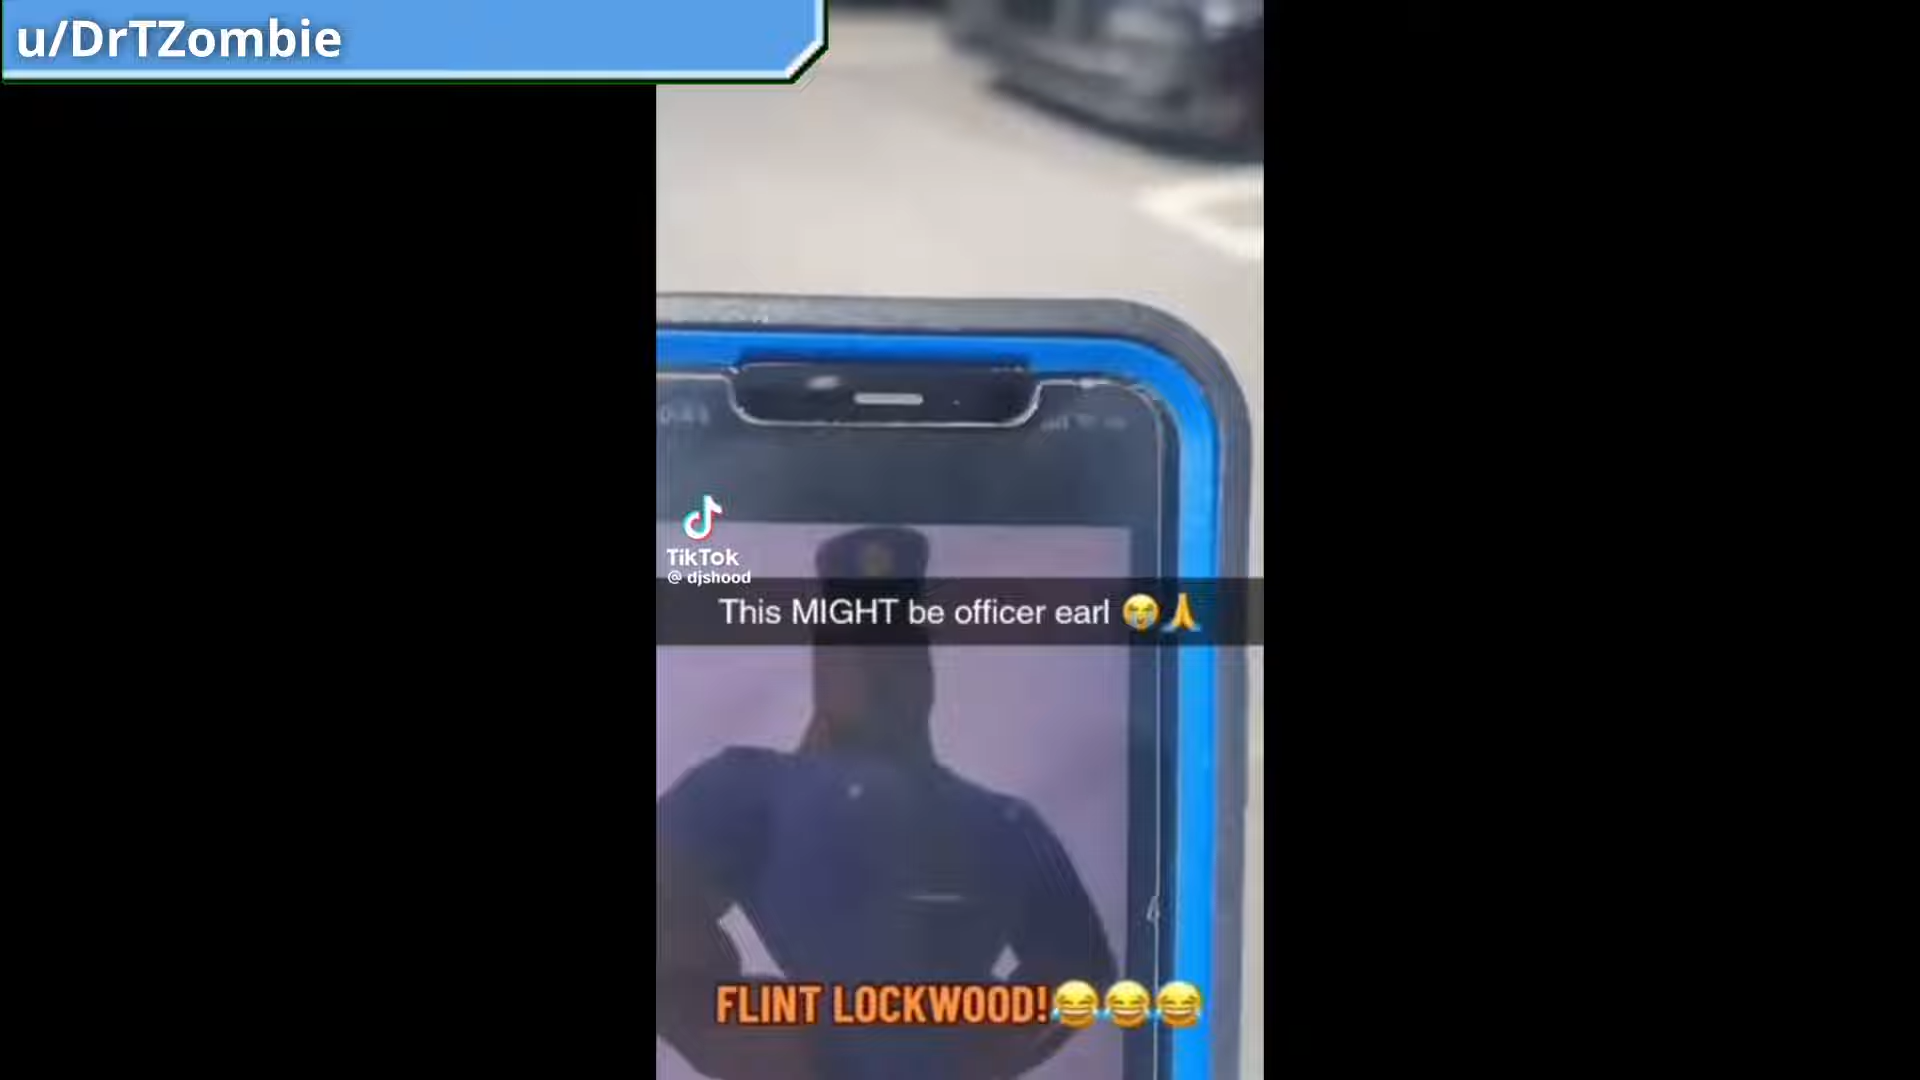 u/DrTZombie
TikTok
@ djshood
This MIGHT be officer earl 😭🙏
FLINT LOCKWOOD!😂😂😂